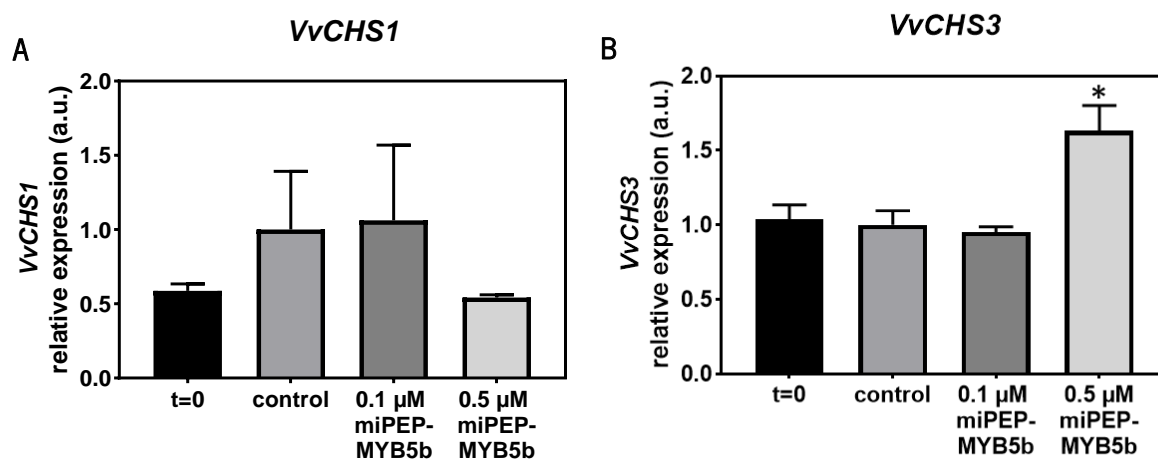 A
VvCHS1
VvCHS1
relative expression (a.u.)
2.0
1.5
1.0
0.5
0.0
t=0
control
0.1 µM
miPEP-
MYB5b
0.5 µM
miPEP-
MYB5b
B
VvCHS3
VvCHS3
relative expression (a.u.)
2.0
1.5
1.0
0.5
0.0
*
t=0
control
0.1 µM
miPEP-
MYB5b
0.5 µM
miPEP-
MYB5b